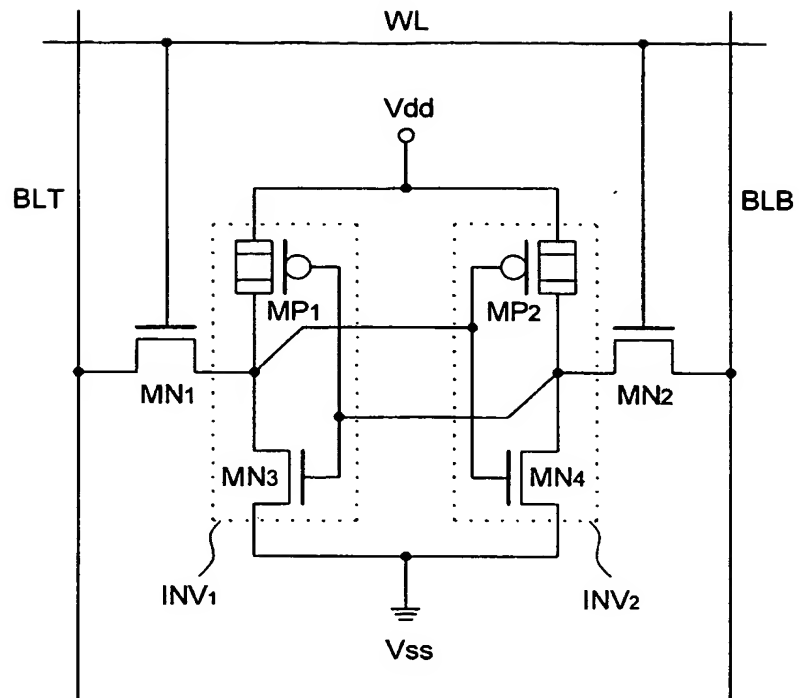 WL
Vdd
BLT
BLB
MP1
MP2
MN1
MN2
MN3
MN4
INV1
INV2
Vss